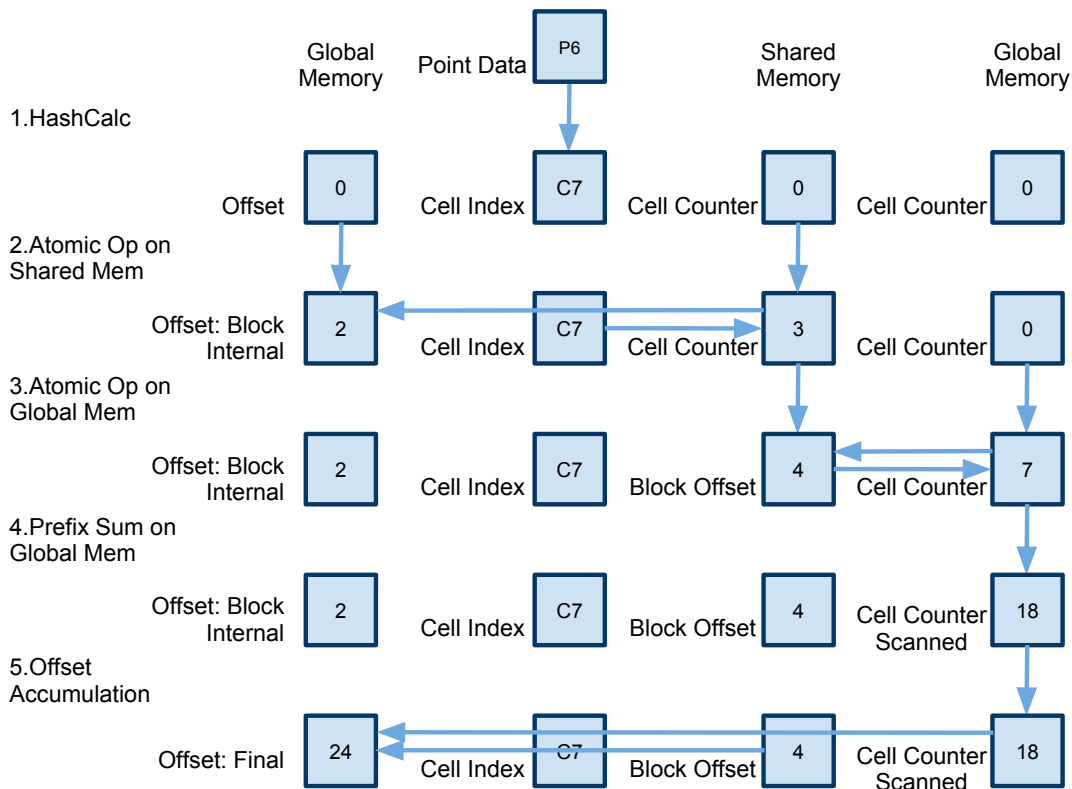 Global
Memory
Point Data
P6
Shared
Memory
Global
Memory
1.HashCalc
Offset
0
Cell Index
C7
Cell Counter
0
Cell Counter
0
2.Atomic Op on
Shared Mem
Offset: Block
Internal
2
Cell Index
C7
Cell Counter
3
Cell Counter
0
3.Atomic Op on
Global Mem
Offset: Block
Internal
2
Cell Index
C7
Block Offset
4
Cell Counter
7
4.Prefix Sum on
Global Mem
Offset: Block
Internal
2
Cell Index
C7
Block Offset
4
Cell Counter
Scanned
18
5.Offset
Accumulation
Offset: Final
24
Cell Index
C7
Block Offset
4
Cell Counter
Scanned
18